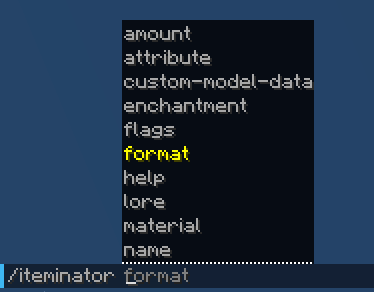 amount
attribute
custom-model-data
enchantment
flags
format
help
lore
material
name
/iteminator format